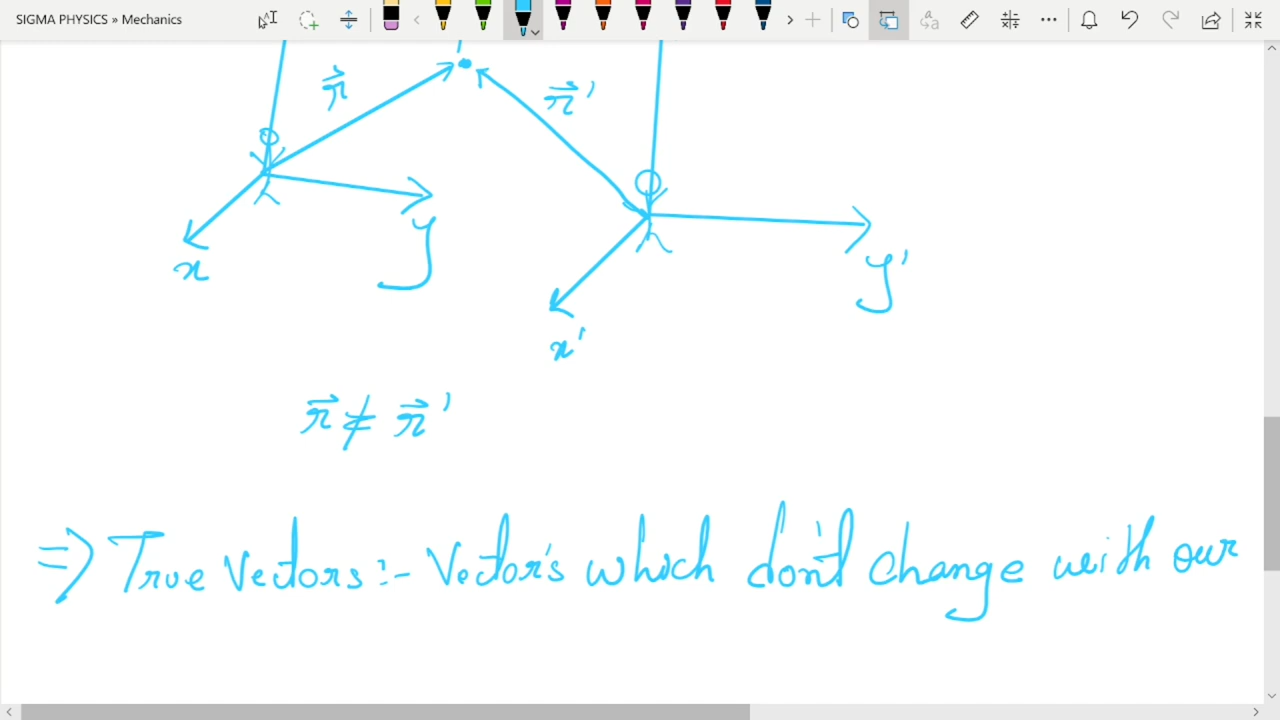 SIGMA PHYSICS » Mechanics
r⃗
r⃗'
x
y
x'
y'
r⃗ ≠ r⃗'
=> True Vectors :- Vector's which don't change with our